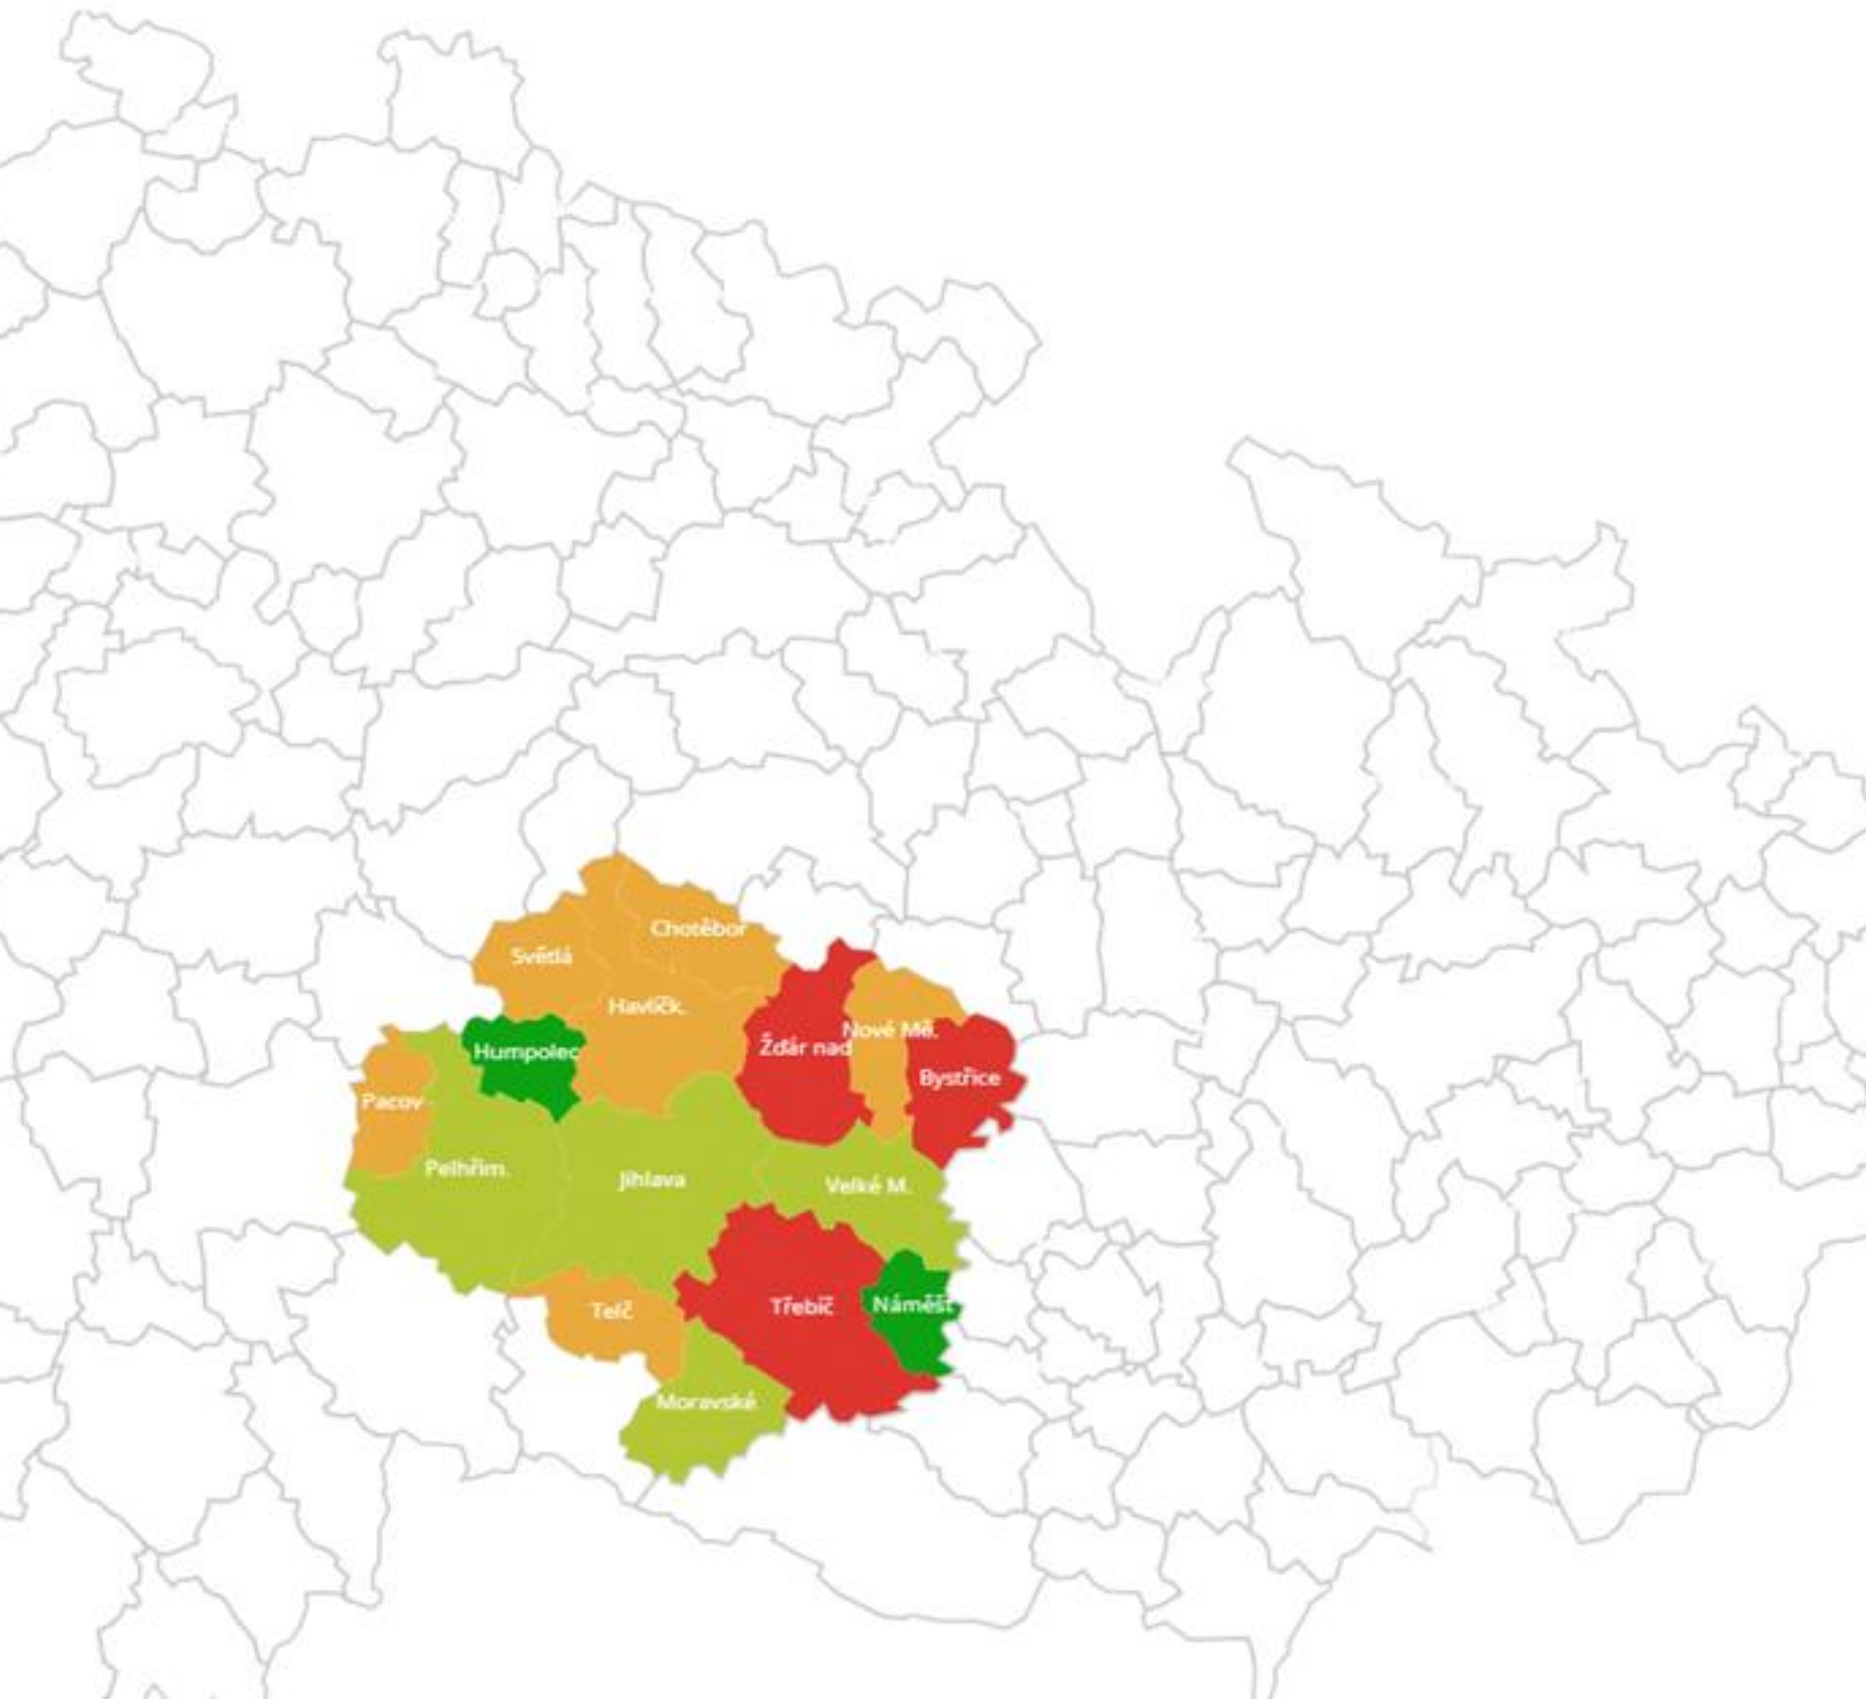 Chotěboř
Světlá
Havlíčk.
Nové Mě.
Žďár nad
Humpolec
Bystřice
Pacov
Pelhřim.
Jihlava
Velké M.
Třebíč
Náměšť
Telč
Moravské